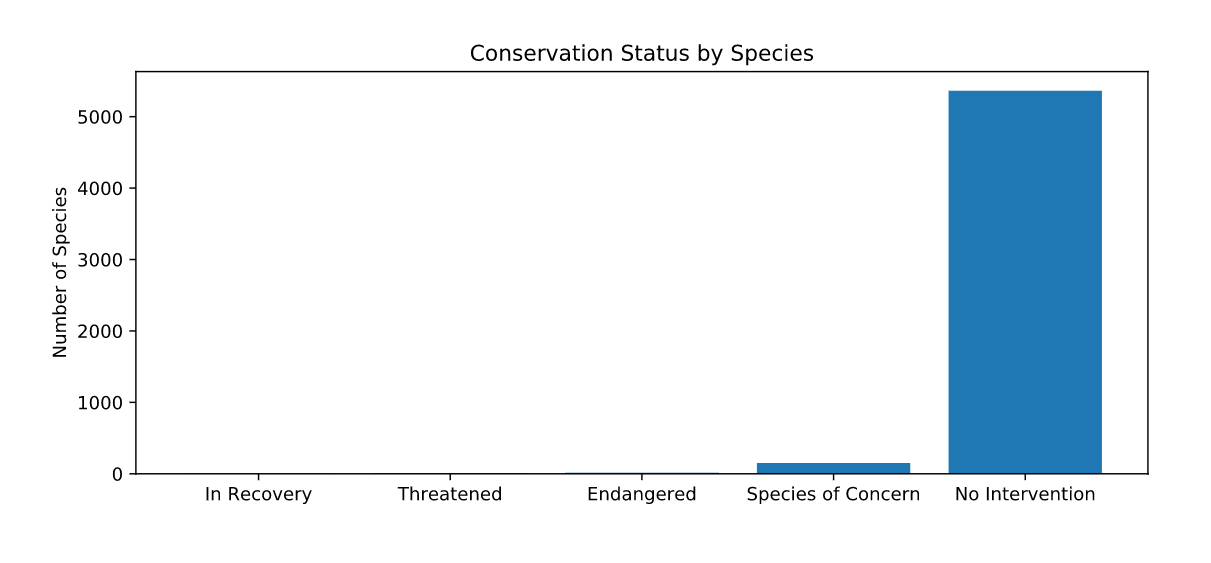 Conservation Status by Species
Number of Species
5000
4000
3000
2000
1000
0
In Recovery
Threatened
Endangered
Species of Concern
No Intervention